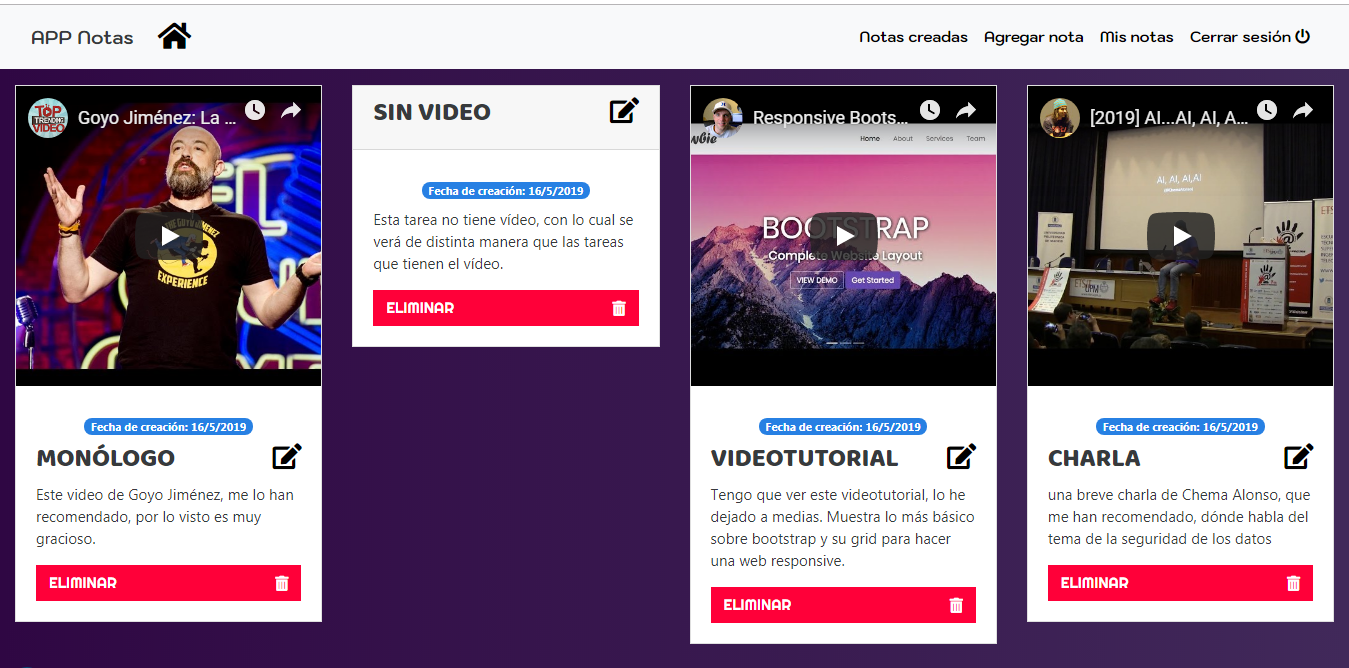 APP Notas
Notas creadas
Agregar nota
Mis notas
Cerrar sesión
TOP
TRENDING
VIDEO
Goyo Jiménez: La ...
THE GOYO JIMENEZ
EXPERIENCE
Fecha de creación: 16/5/2019
MONÓLOGO
Este video de Goyo Jiménez, me lo han
recomendado, por lo visto es muy
gracioso.
ELIMINAR
SIN VIDEO
Fecha de creación: 16/5/2019
Esta tarea no tiene vídeo, con lo cual se
verá de distinta manera que las tareas
que tienen el vídeo.
ELIMINAR
Responsive Boots...
Home
About
Services
Team
Complete Website Layout
VIEW DEMO
Get Started
Fecha de creación: 16/5/2019
VIDEOTUTORIAL
Tengo que ver este videotutorial, lo he
dejado a medias. Muestra lo más básico
sobre bootstrap y su grid para hacer
una web responsive.
ELIMINAR
[2019] AI...AI, AI, A...
AI, AI, AI,AI
Fecha de creación: 16/5/2019
CHARLA
una breve charla de Chema Alonso, que
me han recomendado, dónde habla del
tema de la seguridad de los datos
ELIMINAR